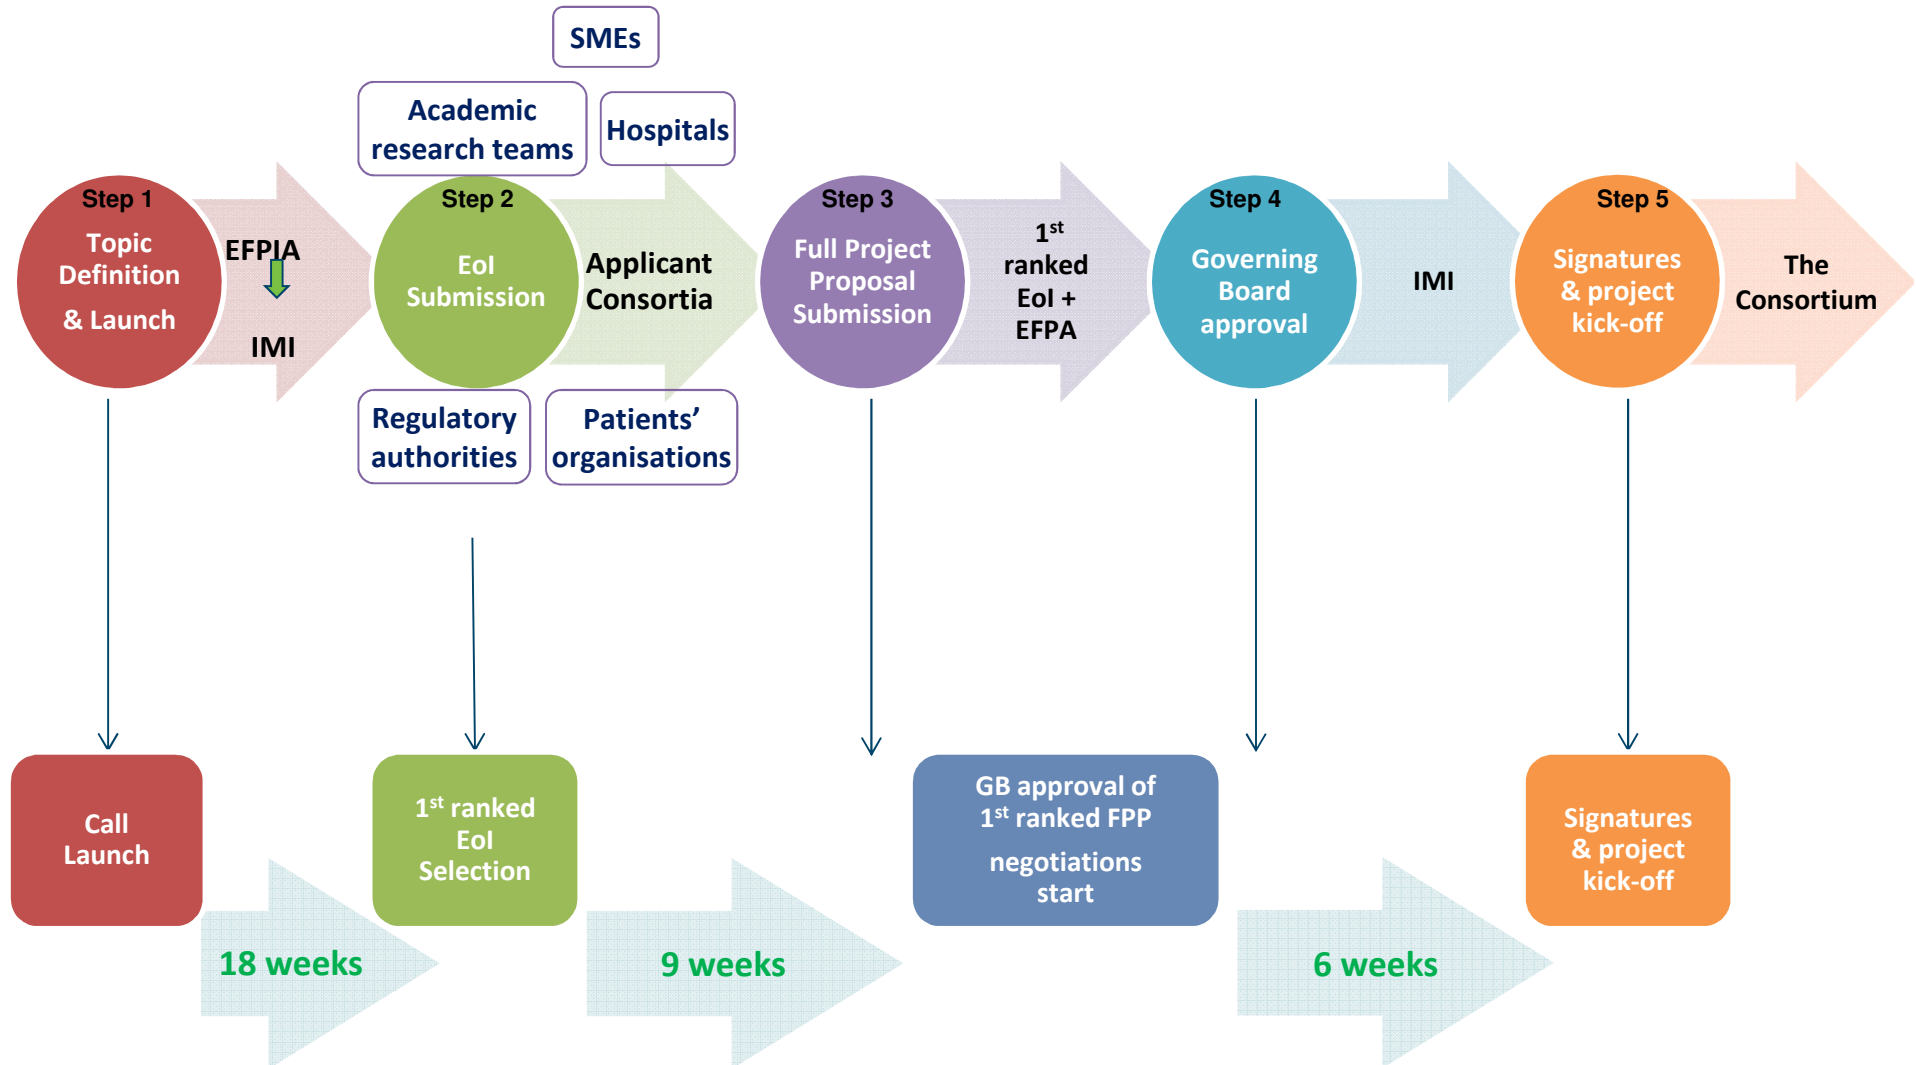 SMEs
Academic
research teams
Hospitals
Step 1
Topic
Definition
& Launch
EFPIA
IMI
Step 2
EoI
Submission
Applicant
Consortia
Step 3
Full Project
Proposal
Submission
1st
ranked
EoI +
EFPA
Step 4
Governing
Board
approval
IMI
Step 5
Signatures
& project
kick-off
The
Consortium
Regulatory
authorities
Patients’
organisations
Call
Launch
1st ranked
EoI
Selection
GB approval of
1st ranked FPP
negotiations
start
Signatures
& project
kick-off
18 weeks
9 weeks
6 weeks